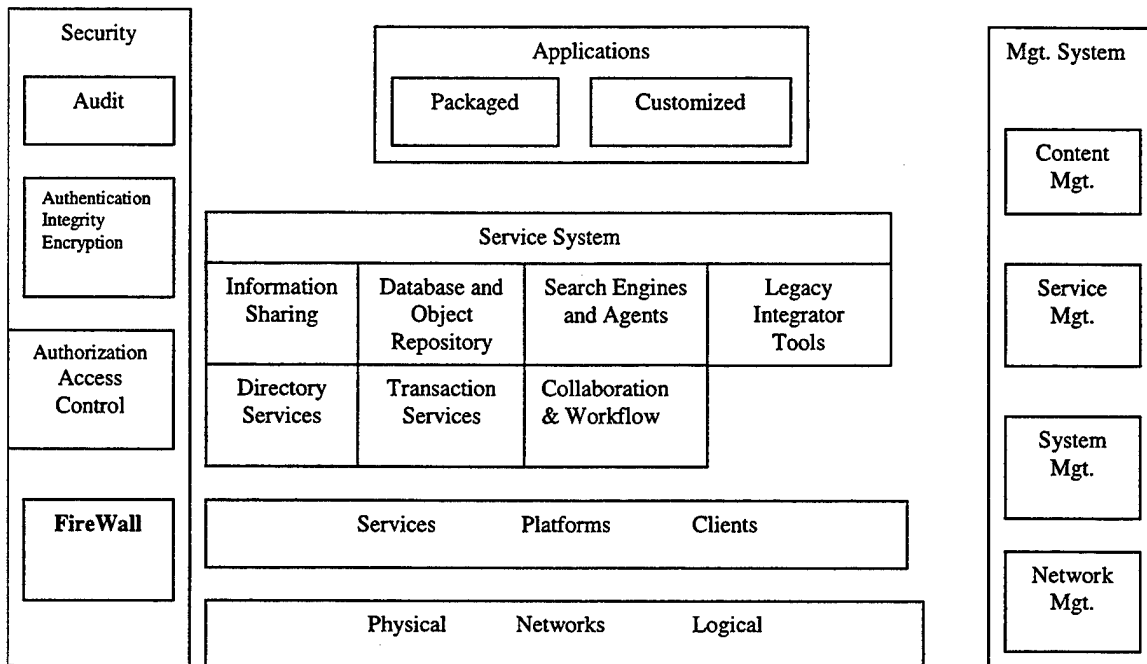 Security
Audit
Authentication
Integrity
Encryption
Authorization
Access
Control
FireWall
Applications
Packaged
Customized
Service System
Information
Sharing
Database and
Object
Repository
Search Engines
and Agents
Legacy
Integrator
Tools
Directory
Services
Transaction
Services
Collaboration
& Workflow
Services Platforms Clients
Physical Networks Logical
Mgt. System
Content
Mgt.
Service
Mgt.
System
Mgt.
Network
Mgt.